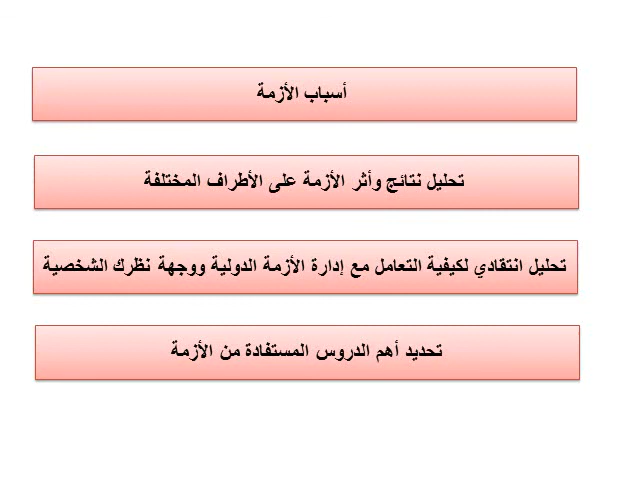 أسباب الأزمة
تحليل نتائج وأثر الأزمة على الأطراف المختلفة
تحليل انتقادي لكيفية التعامل مع إدارة الأزمة الدولية ووجهة نظرك الشخصية
تحديد أهم الدروس المستفادة من الأزمة